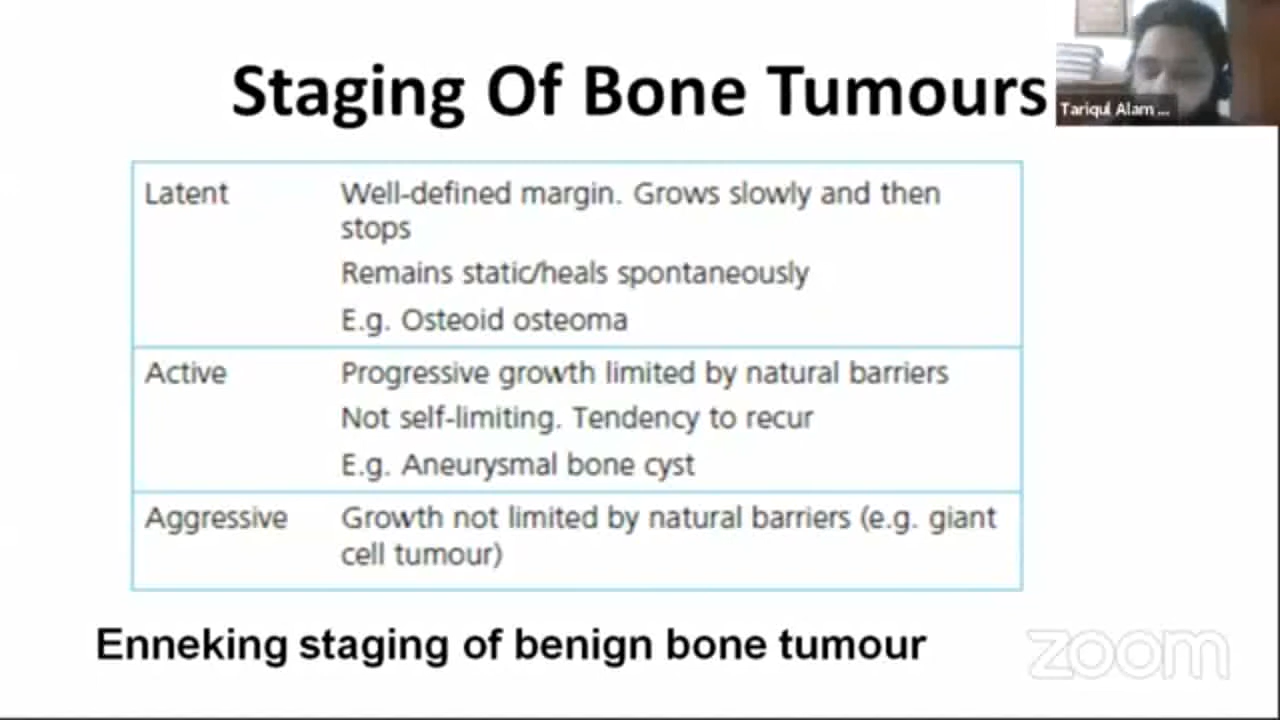 Staging Of Bone Tumours
Tariqul Alam ...
Latent
Well-defined margin. Grows slowly and then
stops
Remains static/heals spontaneously
E.g. Osteoid osteoma
Active
Progressive growth limited by natural barriers
Not self-limiting. Tendency to recur
E.g. Aneurysmal bone cyst
Aggressive
Growth not limited by natural barriers (e.g. giant
cell tumour)
Enneking staging of benign bone tumour
zoom